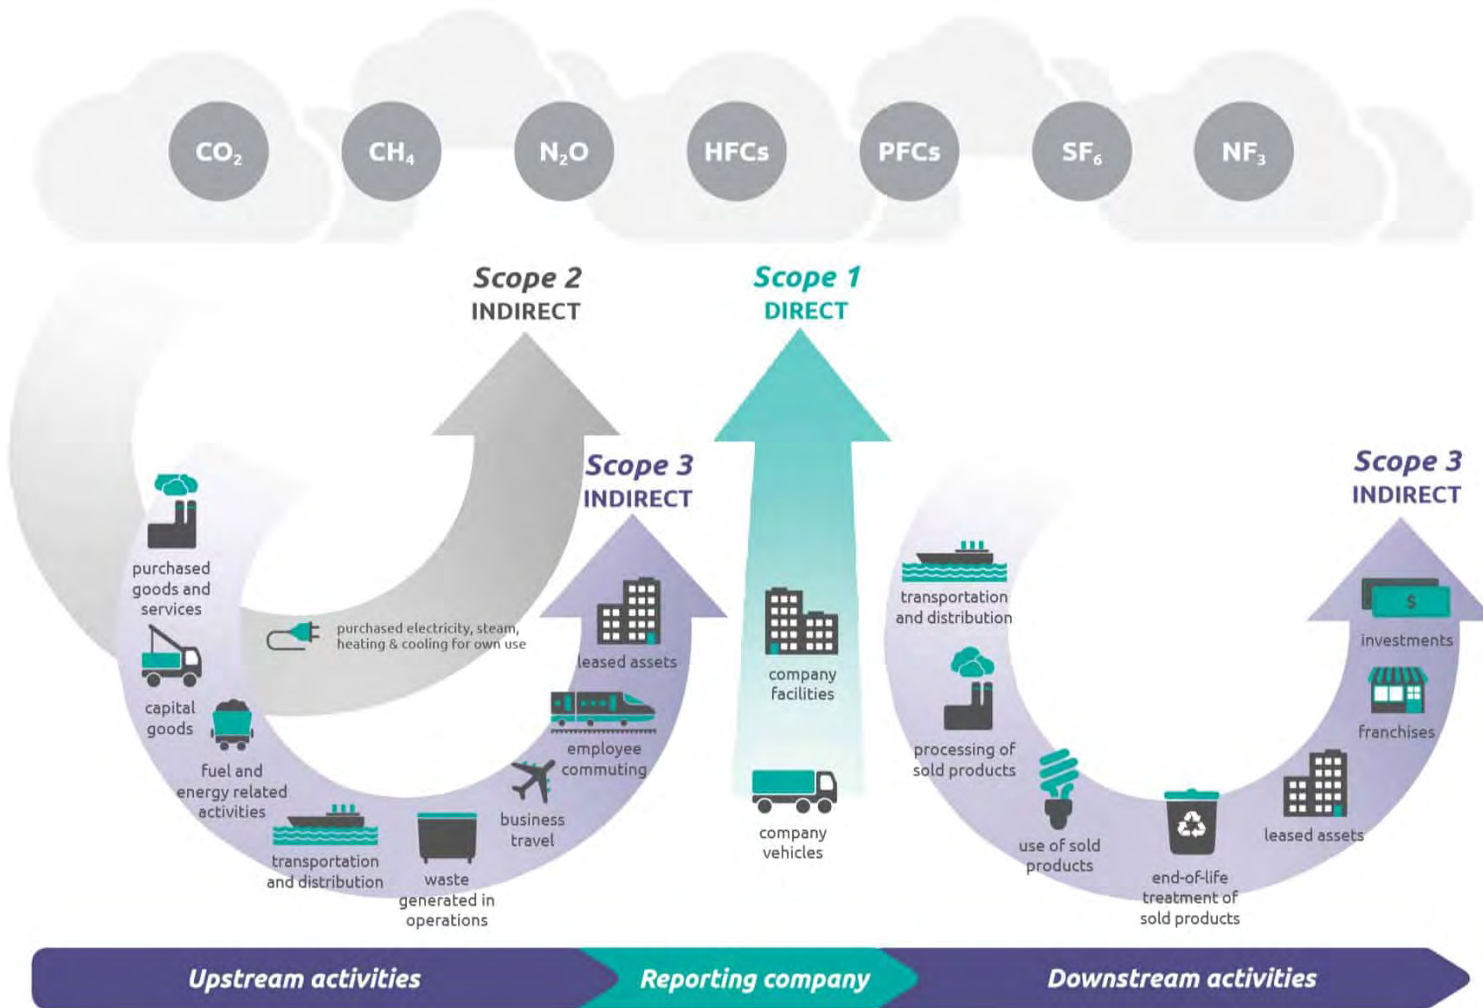 CO₂
CH₄
N₂O
HFCs
PFCs
SF₆
NF₃
Scope 2
INDIRECT
Scope 1
DIRECT
Scope 3
INDIRECT
Scope 3
INDIRECT
purchased
goods and
services
capital
goods
fuel and
energy related
activities
transportation
and distribution
waste
generated in
operations
business
travel
employee
commuting
leased assets
purchased electricity, steam,
heating & cooling for own use
company
facilities
company
vehicles
transportation
and distribution
processing of
sold products
use of sold
products
end-of-life
treatment of
sold products
leased assets
franchises
investments
$
Upstream activities
Reporting company
Downstream activities